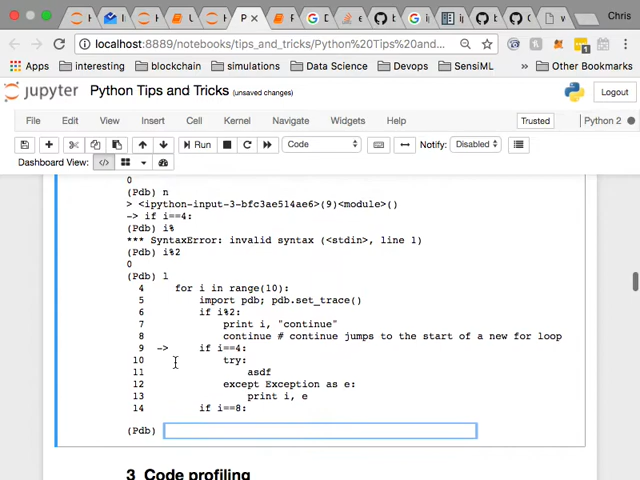 Chris
localhost:8889/notebooks/tips_and_tricks/Python%20Tips%20and...
Apps interesting blockchain simulations Data Science Devops SensiML » Other Bookmarks
jupyter Python Tips and Tricks (unsaved changes) Logout
File Edit View Insert Cell Kernel Navigate Widgets Help Trusted Python 2
Run Code Notify: Disabled
Dashboard View:
0
(Pdb) n
> <ipython-input-3-bfc3ae514ae6>(9)<module>()
-> if i==4:
(Pdb) i%
*** SyntaxError: invalid syntax (<stdin>, line 1)
(Pdb) i%2
0
(Pdb) l
4 for i in range(10):
5 import pdb; pdb.set_trace()
6 if i%2:
7 print i, "continue"
8 continue # continue jumps to the start of a new for loop
9 -> if i==4:
10 try:
11 asdf
12 except Exception as e:
13 print i, e
14 if i==8:
(Pdb)
3 Code profiling